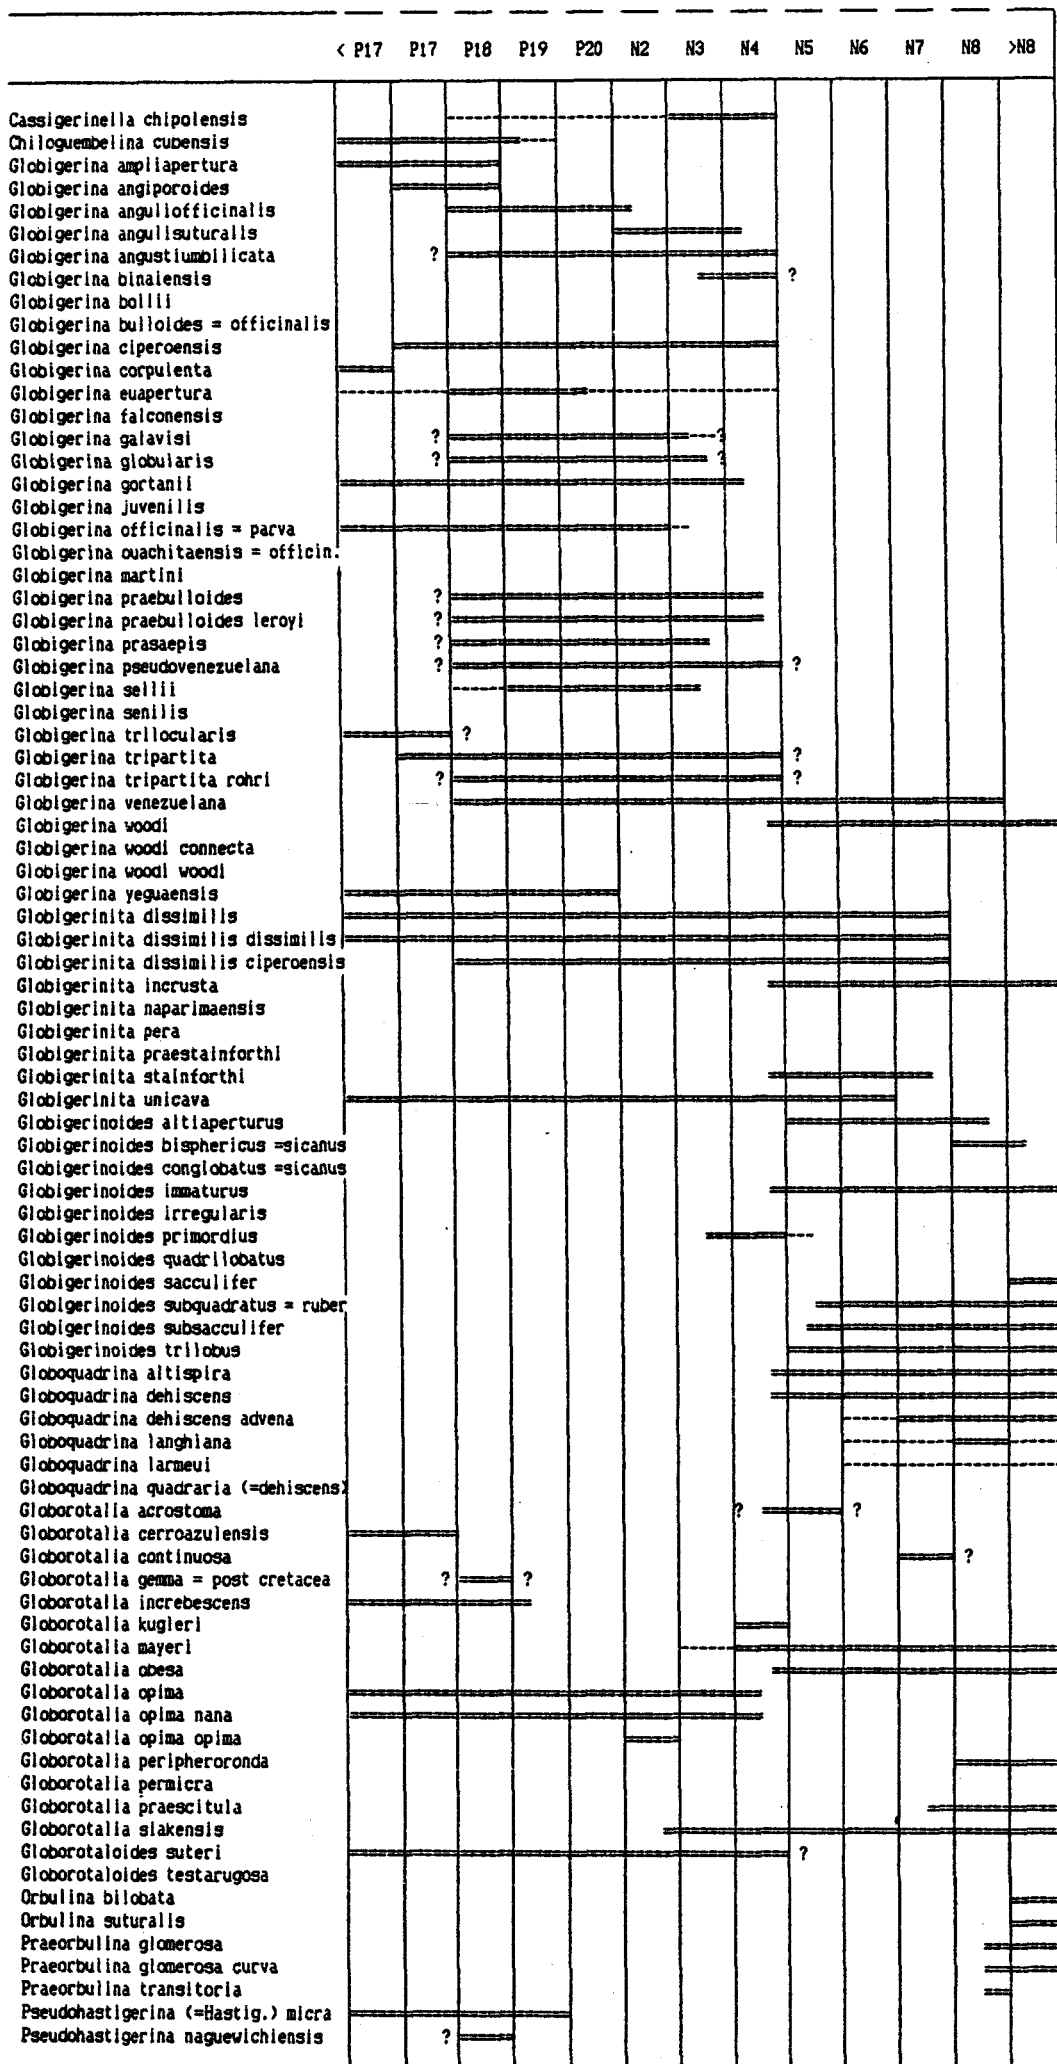 < P17 P17 P18 P19 P20 N2 N3 N4 N5 N6 N7 N8 >N8
Cassigerinella chipolensis
Chiloguembelina cubensis
Globigerina ampliapertura
Globigerina angiporoides
Globigerina anguliofficinalis
Globigerina angulisuturalis
Globigerina angustiumbilicata ?
Globigerina binaiensis ?
Globigerina bollii
Globigerina bulloides = officinalis
Globigerina ciperoensis
Globigerina corpulenta
Globigerina euapertura
Globigerina falconensis
Globigerina galavisi ? ?
Globigerina globularis ? ?
Globigerina gortanii
Globigerina juvenilis
Globigerina officinalis = parva
Globigerina ouachitaensis = officin.
Globigerina martini
Globigerina praebulloides ?
Globigerina praebulloides leroyi ?
Globigerina prasaepis ?
Globigerina pseudovenezuelana ? ?
Globigerina sellii
Globigerina senilis
Globigerina trilocularis ?
Globigerina tripartita ?
Globigerina tripartita rohri ? ?
Globigerina venezuelana
Globigerina woodi
Globigerina woodi connecta
Globigerina woodi woodi
Globigerina yeguaensis
Globigerinita dissimilis
Globigerinita dissimilis dissimilis
Globigerinita dissimilis ciperoensis
Globigerinita incrusta
Globigerinita naparimaensis
Globigerinita pera
Globigerinita praestainforthi
Globigerinita stainforthi
Globigerinita unicava
Globigerinoides altiaperturus
Globigerinoides bisphericus =sicanus
Globigerinoides conglobatus =sicanus
Globigerinoides immaturus
Globigerinoides irregularis
Globigerinoides primordius
Globigerinoides quadrilobatus
Globigerinoides sacculifer
Globigerinoides subquadratus = ruber
Globigerinoides subsacculifer
Globigerinoides trilobus
Globoquadrina altispira
Globoquadrina dehiscens
Globoquadrina dehiscens advena
Globoquadrina langhiana
Globoquadrina larmeui
Globoquadrina quadraria (=dehiscens)
Globorotalia acrostoma ? ?
Globorotalia cerroazulensis
Globorotalia continuosa ?
Globorotalia gemma = post cretacea ? ?
Globorotalia increbescens
Globorotalia kugleri
Globorotalia mayeri
Globorotalia obesa
Globorotalia opima
Globorotalia opima nana
Globorotalia opima opima
Globorotalia peripheroronda
Globorotalia permicra
Globorotalia praescitula
Globorotalia siakensis
Globorotaloides suteri ?
Globorotaloides testarugosa
Orbulina bilobata
Orbulina suturalis
Praeorbulina glomerosa
Praeorbulina glomerosa curva
Praeorbulina transitoria
Pseudohastigerina (=Hastig.) micra
Pseudohastigerina naguewichiensis ?